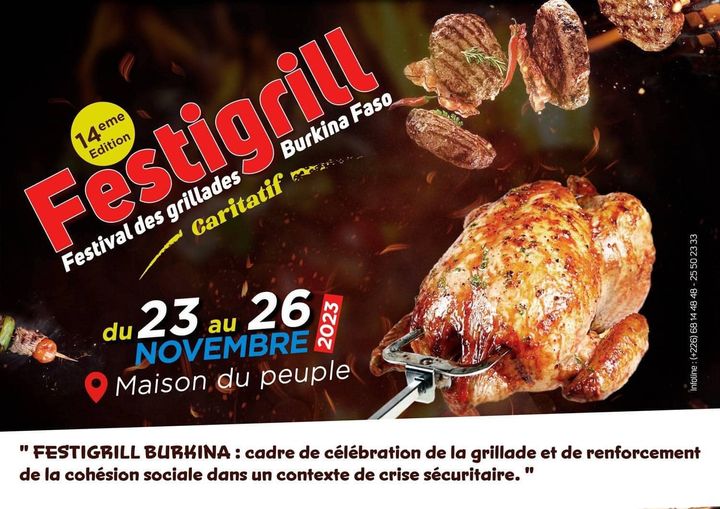 14eme
Edition
Festigrill
Festival des grillades Burkina Faso
Caritatif
du 23 au 26
NOVEMBRE 2023
Maison du peuple
Infoline : (+226) 68 14 48 48 - 25 50 23 33
" FESTIGRILL BURKINA : cadre de célébration de la grillade et de renforcement
de la cohésion sociale dans un contexte de crise sécuritaire. "